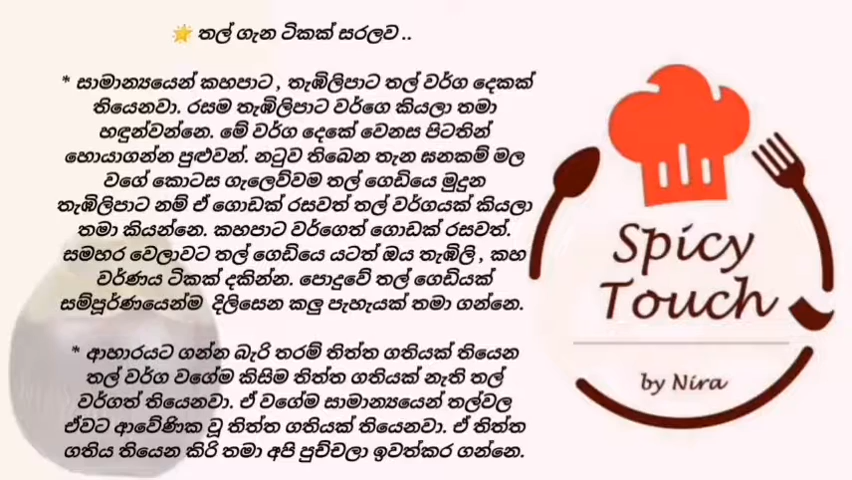 🌟 තල් ගැන ටිකක් සරලව ..
* සාමාන්‍යයෙන් කහපාට , තැඹිලිපාට තල් වර්ග දෙකක්
තියෙනවා. රසම තැඹිලිපාට වර්ගෙ කියලා තමා
හඳුන්වන්නෙ. මේ වර්ග දෙකේ වෙනස පිටතින්
හොයාගන්න පුළුවන්. නටුව තිබෙන තැන ඝනකම් මල
වගේ කොටස ගැලෙව්වම තල් ගෙඩියෙ මුදුන
තැඹිලිපාට නම් ඒ ගොඩක් රසවත් තල් වර්ගයක් කියලා
තමා කියන්නෙ. කහපාට වර්ගෙත් ගොඩක් රසවත්.
සමහර වෙලාවට තල් ගෙඩියෙ යටත් ඔය තැඹිලි , කහ
වර්ණය ටිකක් දකින්න. පොදුවේ තල් ගෙඩියක්
සම්පූර්ණයෙන්ම දිලිසෙන කලු පැහැයක් තමා ගන්නෙ.
* ආහාරයට ගන්න බැරි තරම් තිත්ත ගතියක් තියෙන
තල් වර්ග වගේම කිසිම තිත්ත ගතියක් නැති තල්
වර්ගත් තියෙනවා. ඒ වගේම සාමාන්‍යයෙන් තල්වල
ඒවට ආවේණික වූ තිත්ත ගතියක් තියෙනවා. ඒ තිත්ත
ගතිය තියෙන කිරි තමා අපි පුච්චලා ඉවත්කර ගන්නෙ.
Spicy
Touch
by Nira